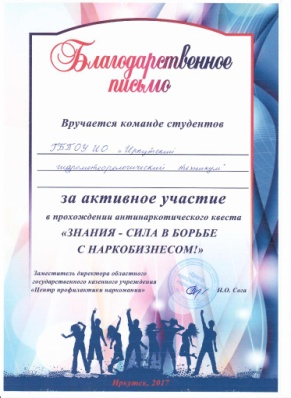 Благодарственное
письмо
Вручается команде студентов
ГБПОУ ИО „Иркутский
гидрометеорологический техникум"
за активное участие
в прохождении антинаркотического квеста
«ЗНАНИЯ - СИЛА В БОРЬБЕ
С НАРКОБИЗНЕСОМ!»
Заместитель директора областного
государственного казенного учреждения
«Центр профилактики наркомании»
Н.О. Сога
Иркутск, 2017